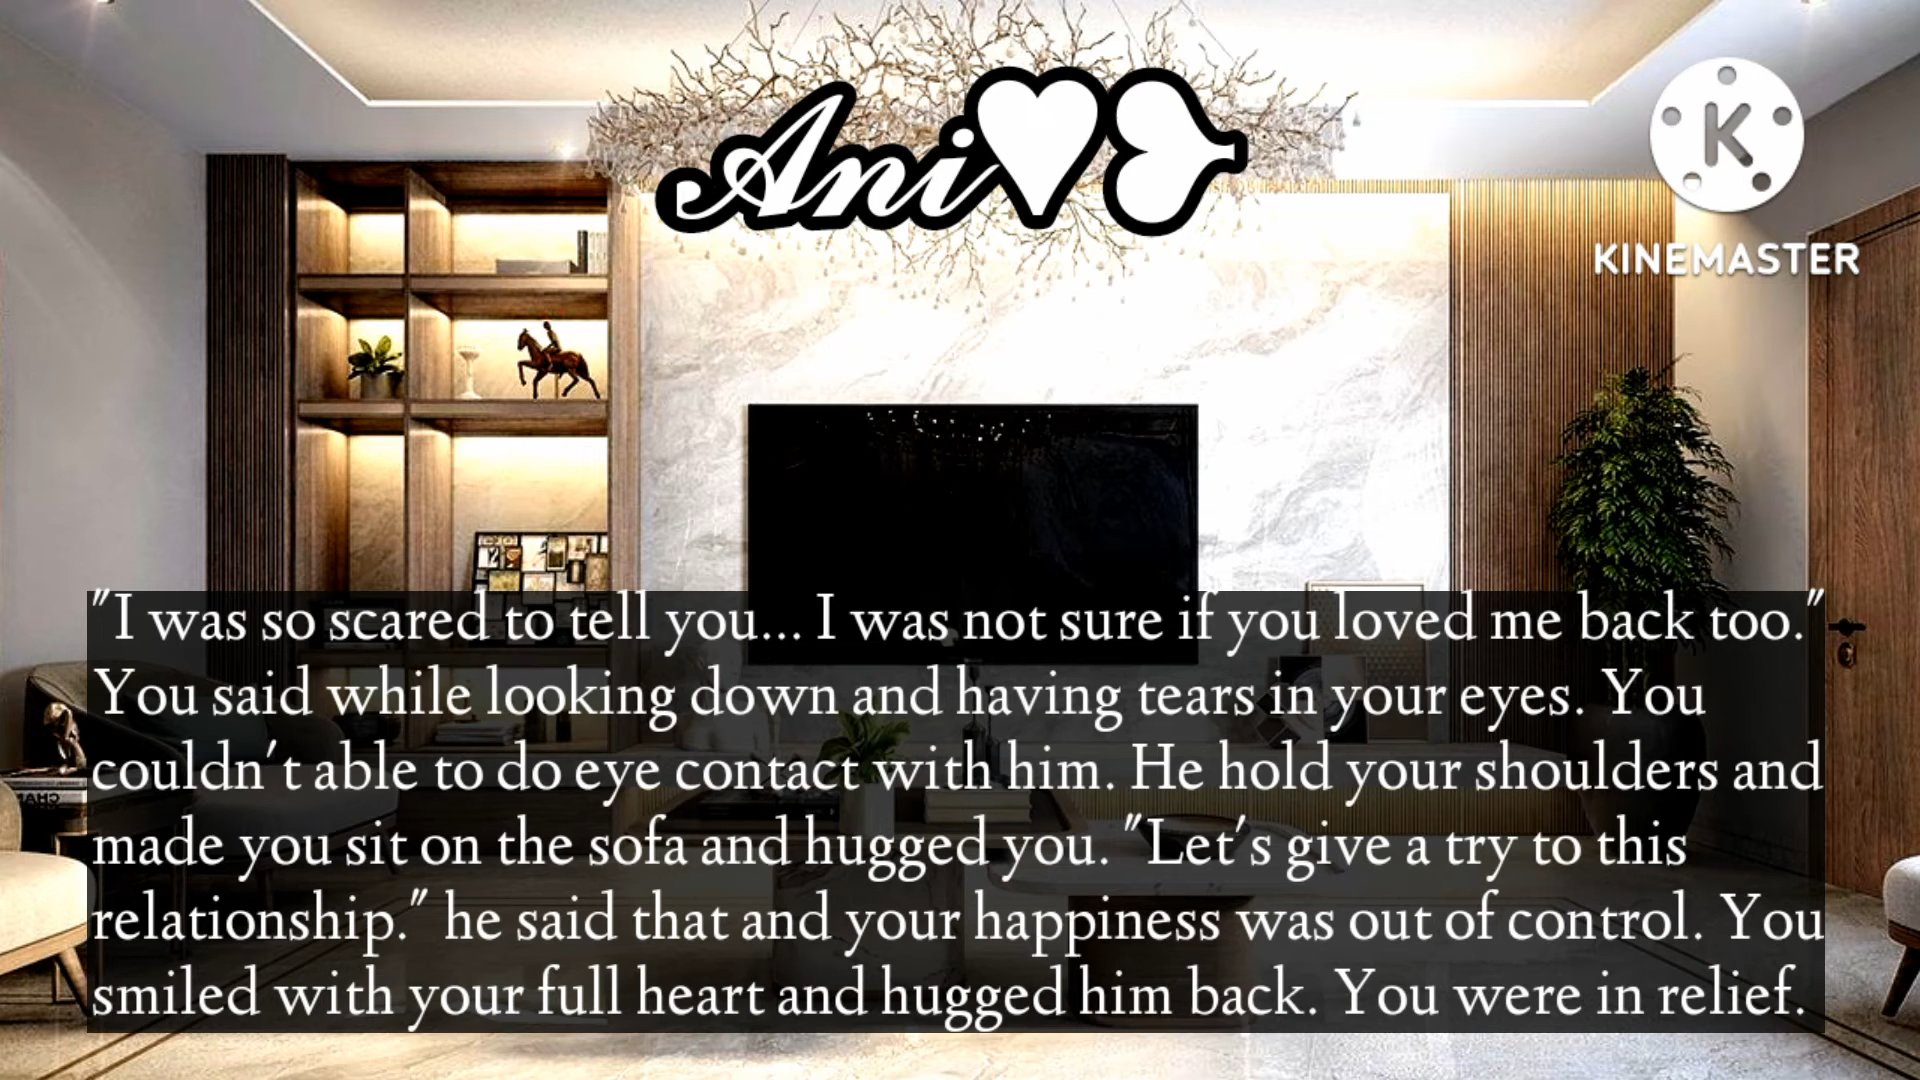 Ani
K
KINEMASTER
"I was so scared to tell you... I was not sure if you loved me back too."
You said while looking down and having tears in your eyes. You
couldn't able to do eye contact with him. He hold your shoulders and
made you sit on the sofa and hugged you. "Let's give a try to this
relationship." he said that and your happiness was out of control. You
smiled with your full heart and hugged him back. You were in relief.